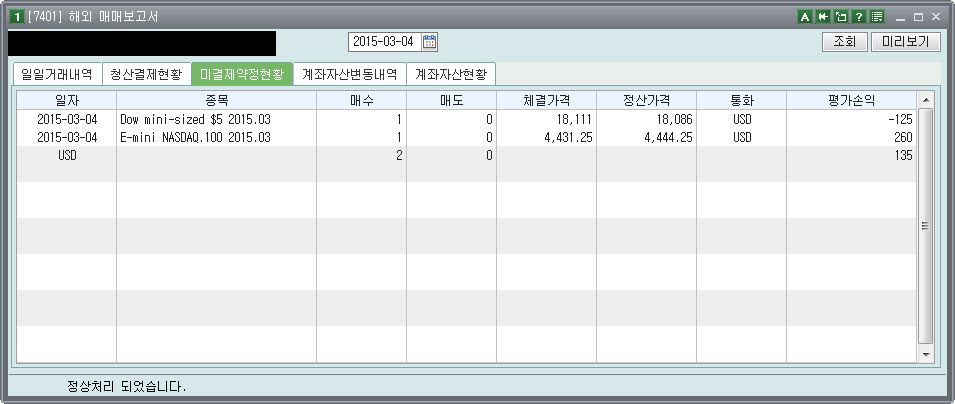 1 [7401] 해외 매매보고서 A ?
2015-03-04 조회 미리보기
일일거래내역 청산결제현황 미결제약정현황 계좌자산변동내역 계좌자산현황
일자 종목 매수 매도 체결가격 정산가격 통화 평가손익
2015-03-04 Dow mini-sized $5 2015.03 1 0 18,111 18,086 USD -125
2015-03-04 E-mini NASDAQ.100 2015.03 1 0 4,431.25 4,444.25 USD 260
USD 2 0 135
정상처리 되었습니다.